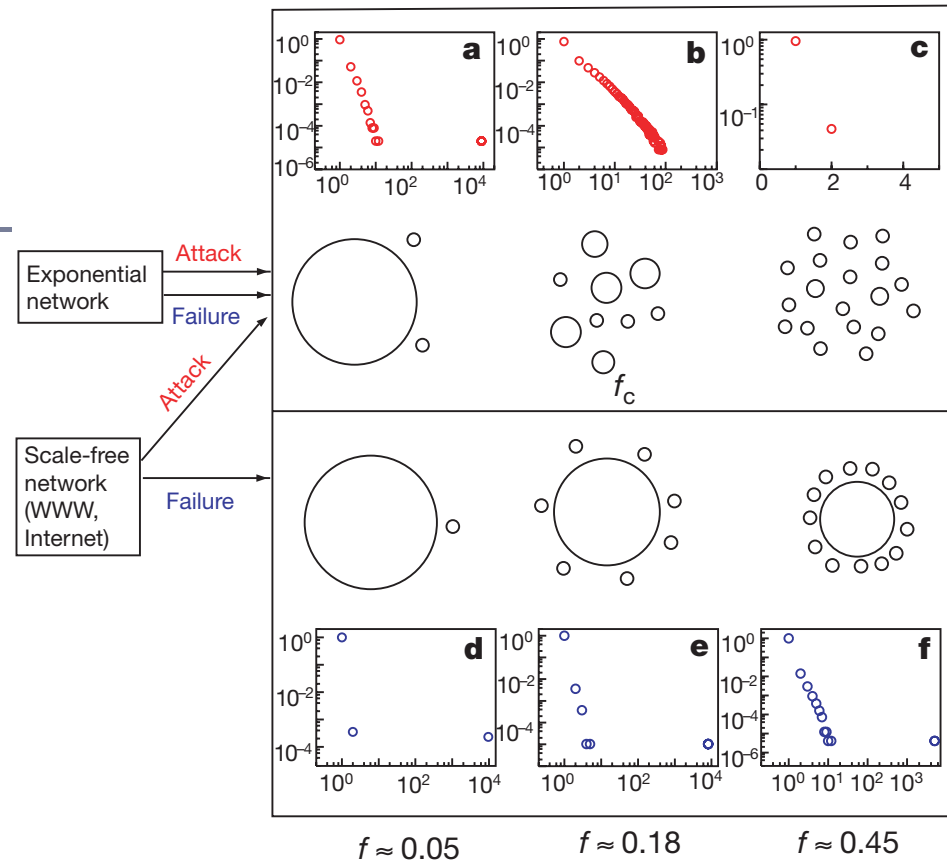 a
10⁰
10⁻²
10⁻⁴
10⁻⁶
10⁰ 10² 10⁴
b
10⁰
10⁻²
10⁻⁴
10⁻⁶
10⁰ 10¹ 10² 10³
c
10⁰
10⁻¹
0 2 4
Exponential
network
Attack
Failure
Attack
f_c
Scale-free
network
(WWW,
Internet)
Failure
d
10⁰
10⁻²
10⁻⁴
10⁰ 10² 10⁴
e
10⁰
10⁻²
10⁻⁴
10⁰ 10² 10⁴
f
10⁰
10⁻²
10⁻⁴
10⁻⁶
10⁰ 10¹ 10² 10³
f ≈ 0.05 f ≈ 0.18 f ≈ 0.45